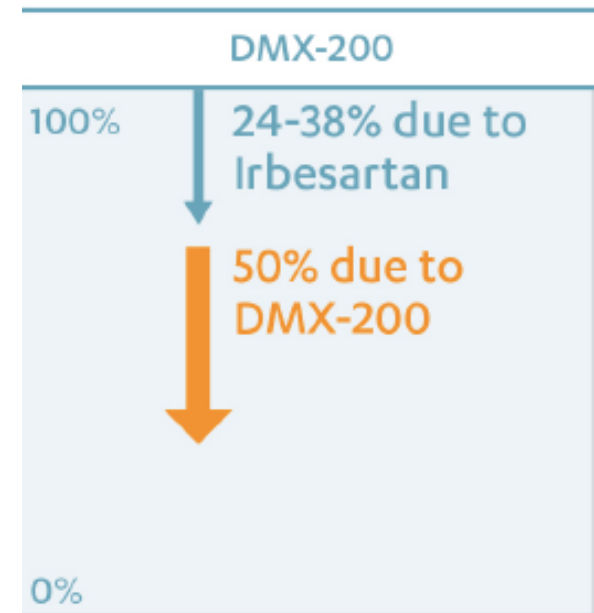 DMX-200
100%
24-38% due to
Irbesartan
50% due to
DMX-200
0%